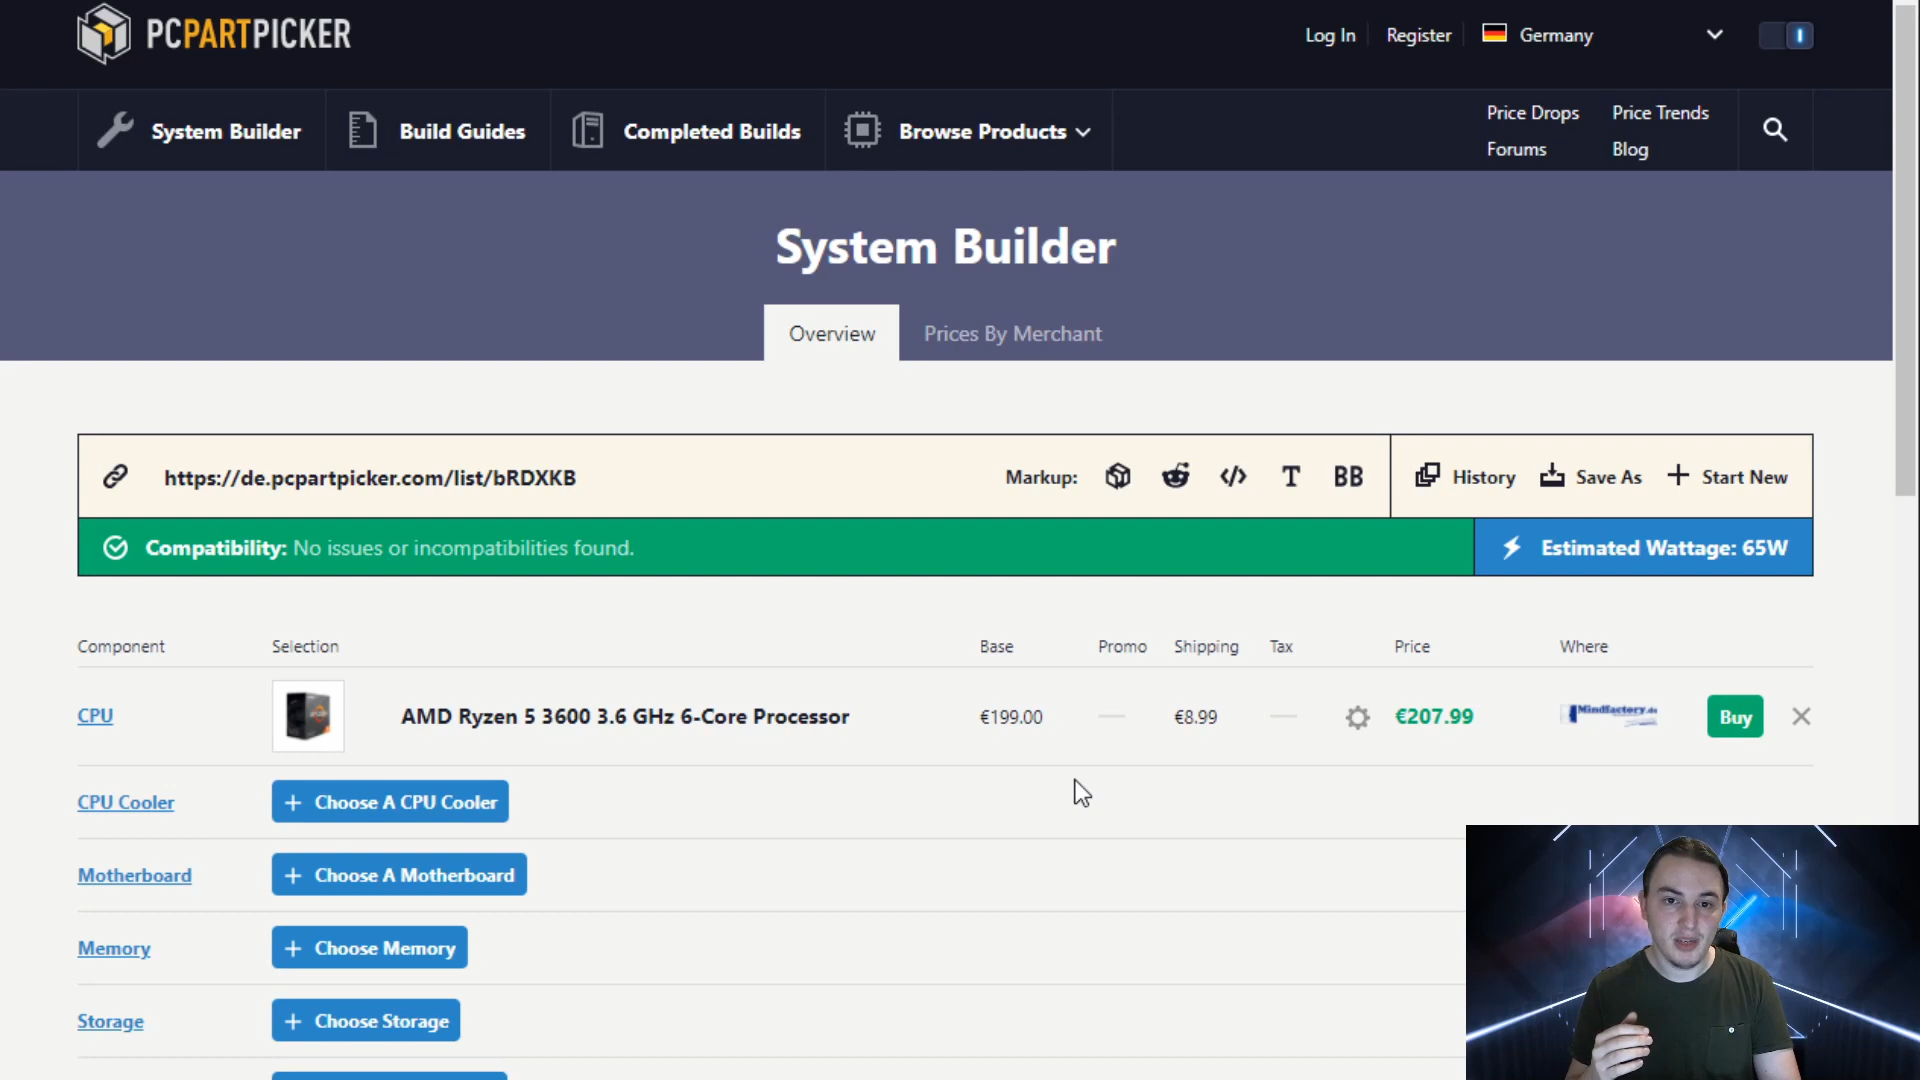 PCPARTPICKER
Log In
Register
Germany
System Builder
Build Guides
Completed Builds
Browse Products
Price Drops
Price Trends
Forums
Blog
System Builder
Overview
Prices By Merchant
https://de.pcpartpicker.com/list/bRDXKB
Markup:
T
BB
History
Save As
Start New
Compatibility: No issues or incompatibilities found.
Estimated Wattage: 65W
Component
Selection
Base
Promo
Shipping
Tax
Price
Where
CPU
AMD Ryzen 5 3600 3.6 GHz 6-Core Processor
€199.00
—
€8.99
—
€207.99
Mindfactory.de
Buy
CPU Cooler
+ Choose A CPU Cooler
Motherboard
+ Choose A Motherboard
Memory
+ Choose Memory
Storage
+ Choose Storage